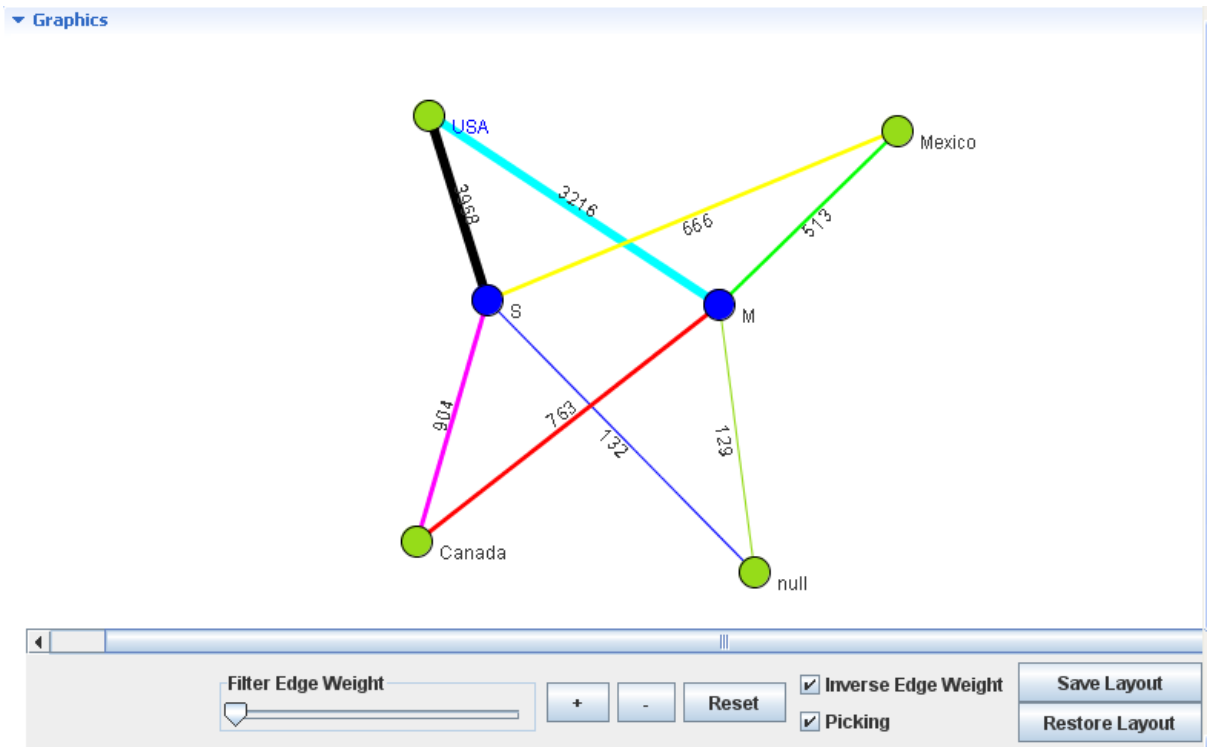 Graphics
USA
Mexico
3968
3216
666
513
S
M
904
763
132
129
Canada
null
Filter Edge Weight
+
-
Reset
Inverse Edge Weight
Picking
Save Layout
Restore Layout